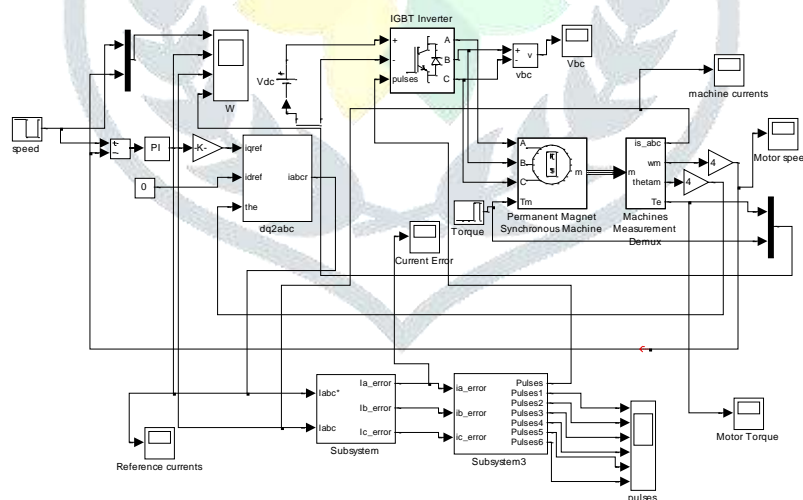 IGBT Inverter
+
-
pulses
A
B
C
Vdc
+
-
v
vbc
Vbc
W
machine currents
speed
PI
-K-
0
iqref
idref
the
iabcr
dq2abc
A
B
C
Tm
m
Torque
Permanent Magnet
Synchronous Machine
m
is_abc
wm
thetam
Te
Machines
Measurement
Demux
4
4
Motor spee
Current Error
Iabc*
Iabc
Ia_error
Ib_error
Ic_error
Subsystem
ia_error
ib_error
ic_error
Pulses
Pulses1
Pulses2
Pulses3
Pulses4
Pulses5
Pulses6
Subsystem3
Reference currents
Motor Torque
pulses